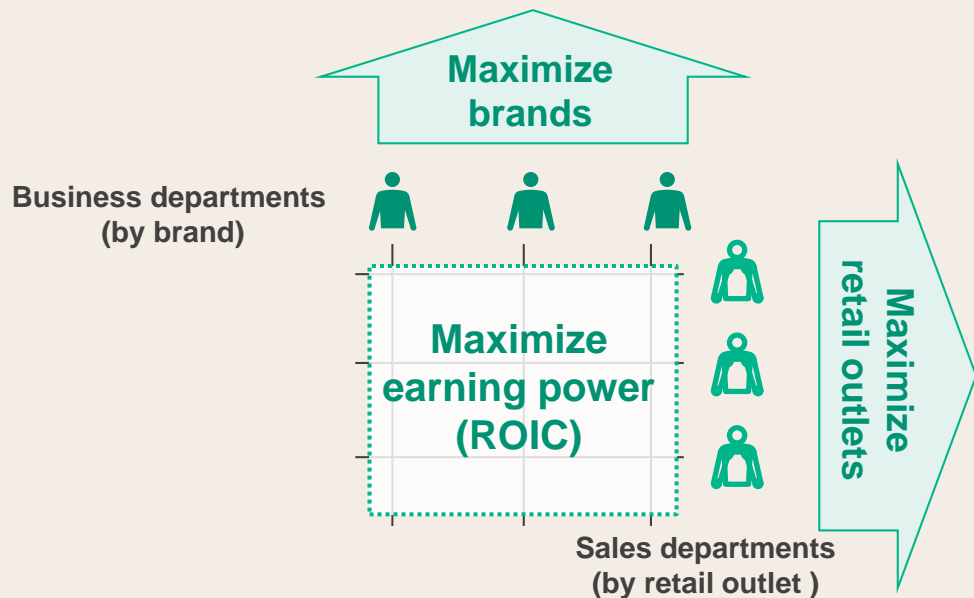 Maximize
brands
Business departments
(by brand)
Maximize
earning power
(ROIC)
Maximize
retail outlets
Sales departments
(by retail outlet )